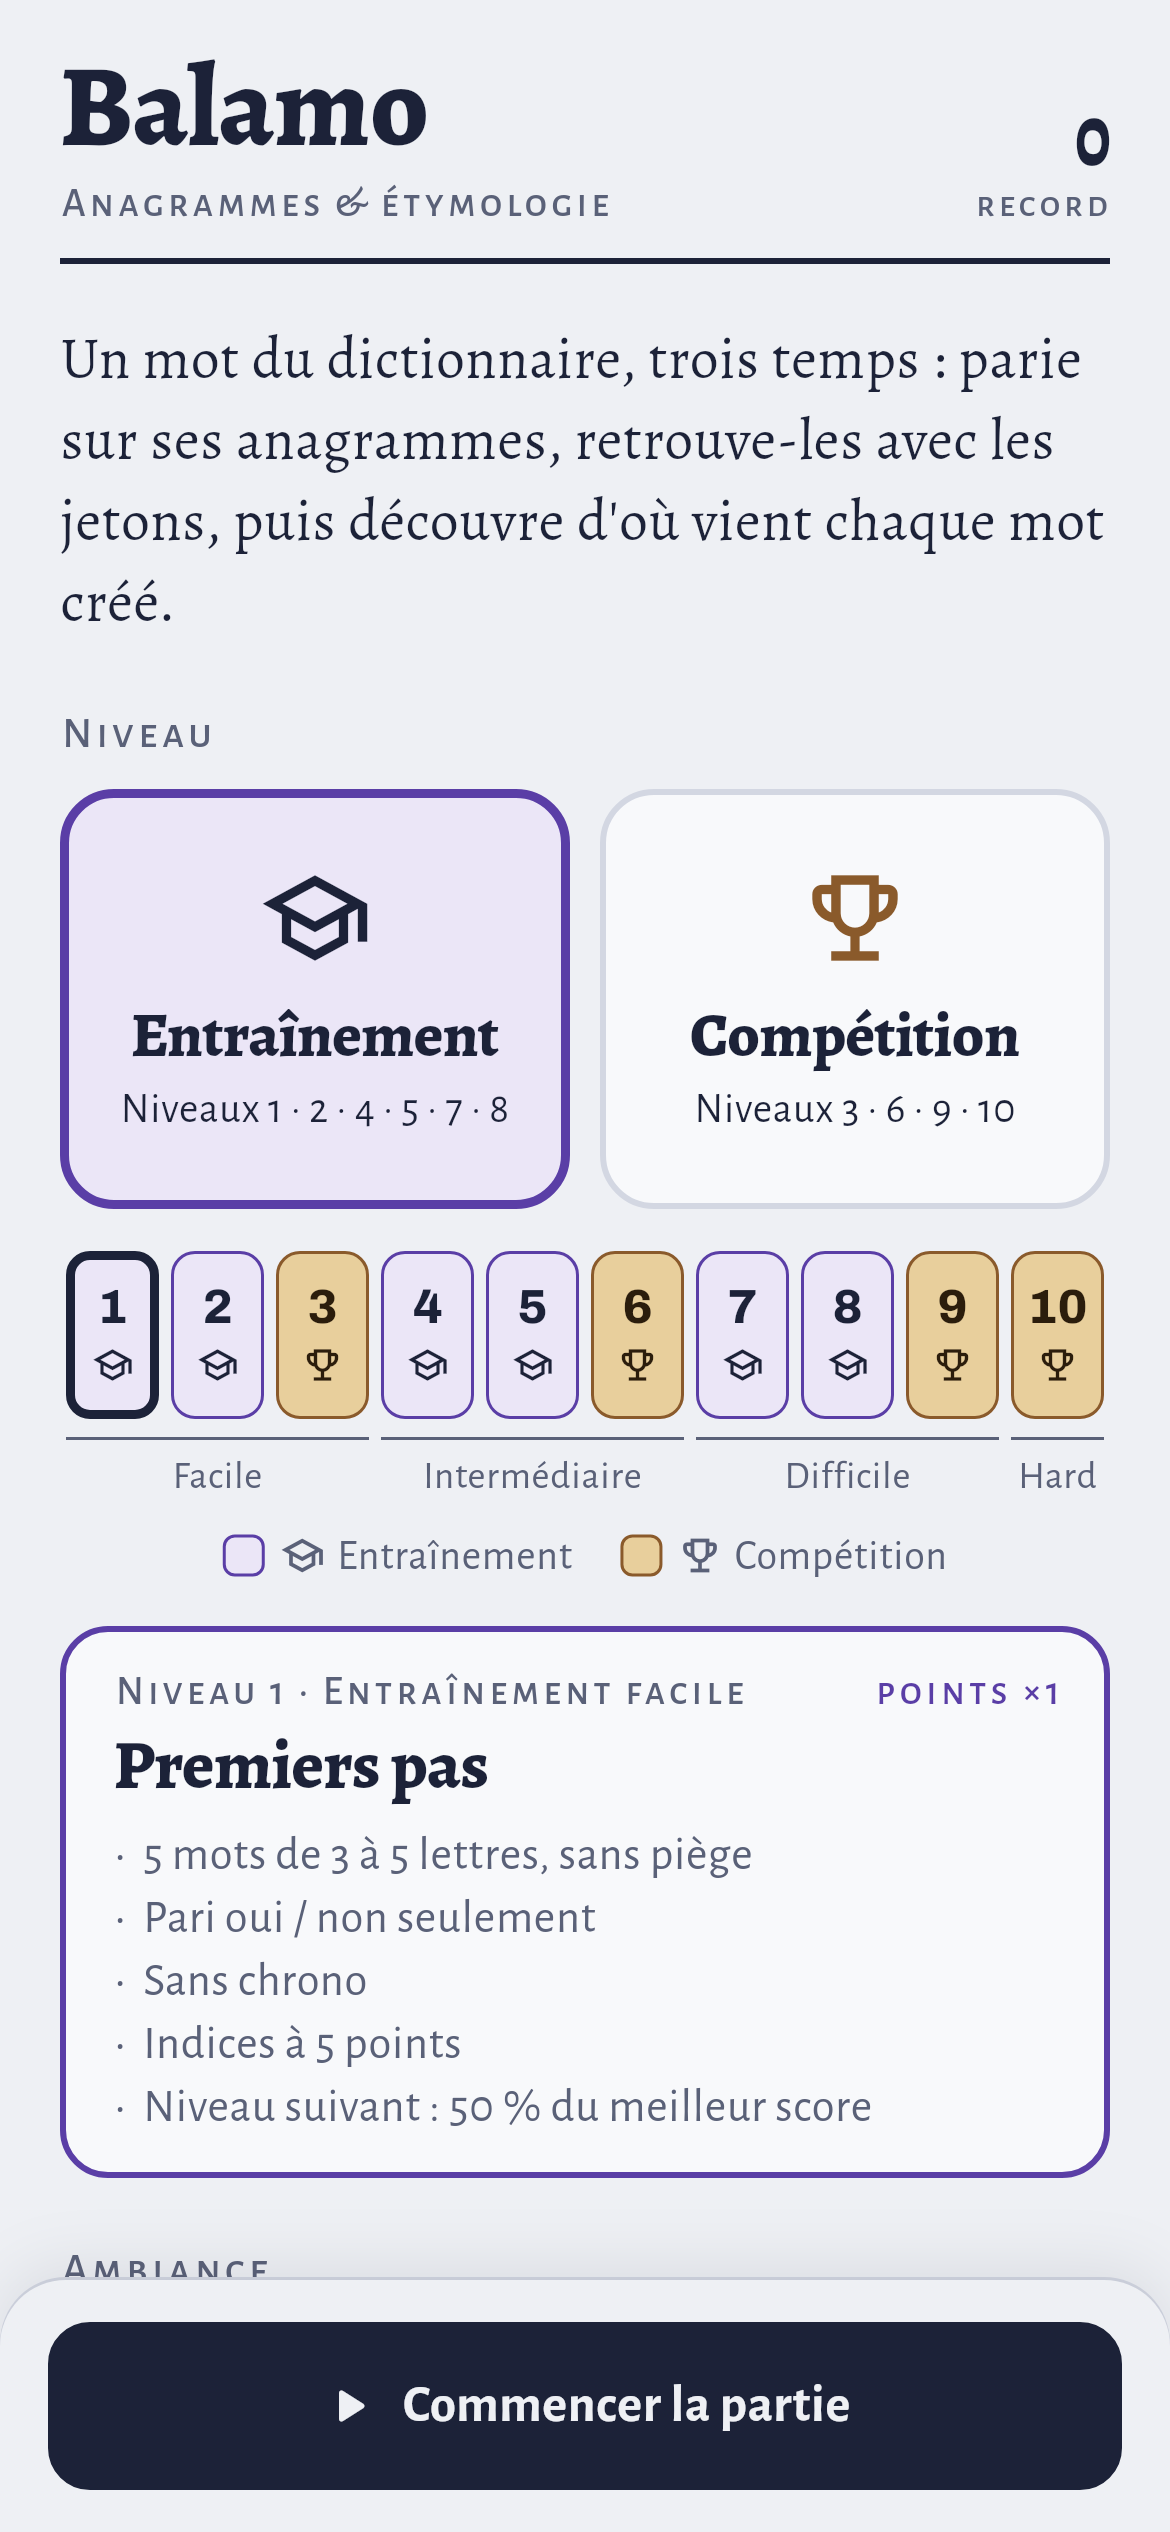 Balamo
0
Anagrammes & étymologie
record
Un mot du dictionnaire, trois temps : parie
sur ses anagrammes, retrouve-les avec les
jetons, puis découvre d'où vient chaque mot
créé.
Niveau
Entraînement
Niveaux 1 · 2 · 4 · 5 · 7 · 8
Compétition
Niveaux 3 · 6 · 9 · 10
1 2 3 4 5 6 7 8 9 10
Facile Intermédiaire Difficile Hard
Entraînement Compétition
Niveau 1 · Entraînement facile points ×1
Premiers pas
· 5 mots de 3 à 5 lettres, sans piège
· Pari oui / non seulement
· Sans chrono
· Indices à 5 points
· Niveau suivant : 50 % du meilleur score
Ambiance
Commencer la partie